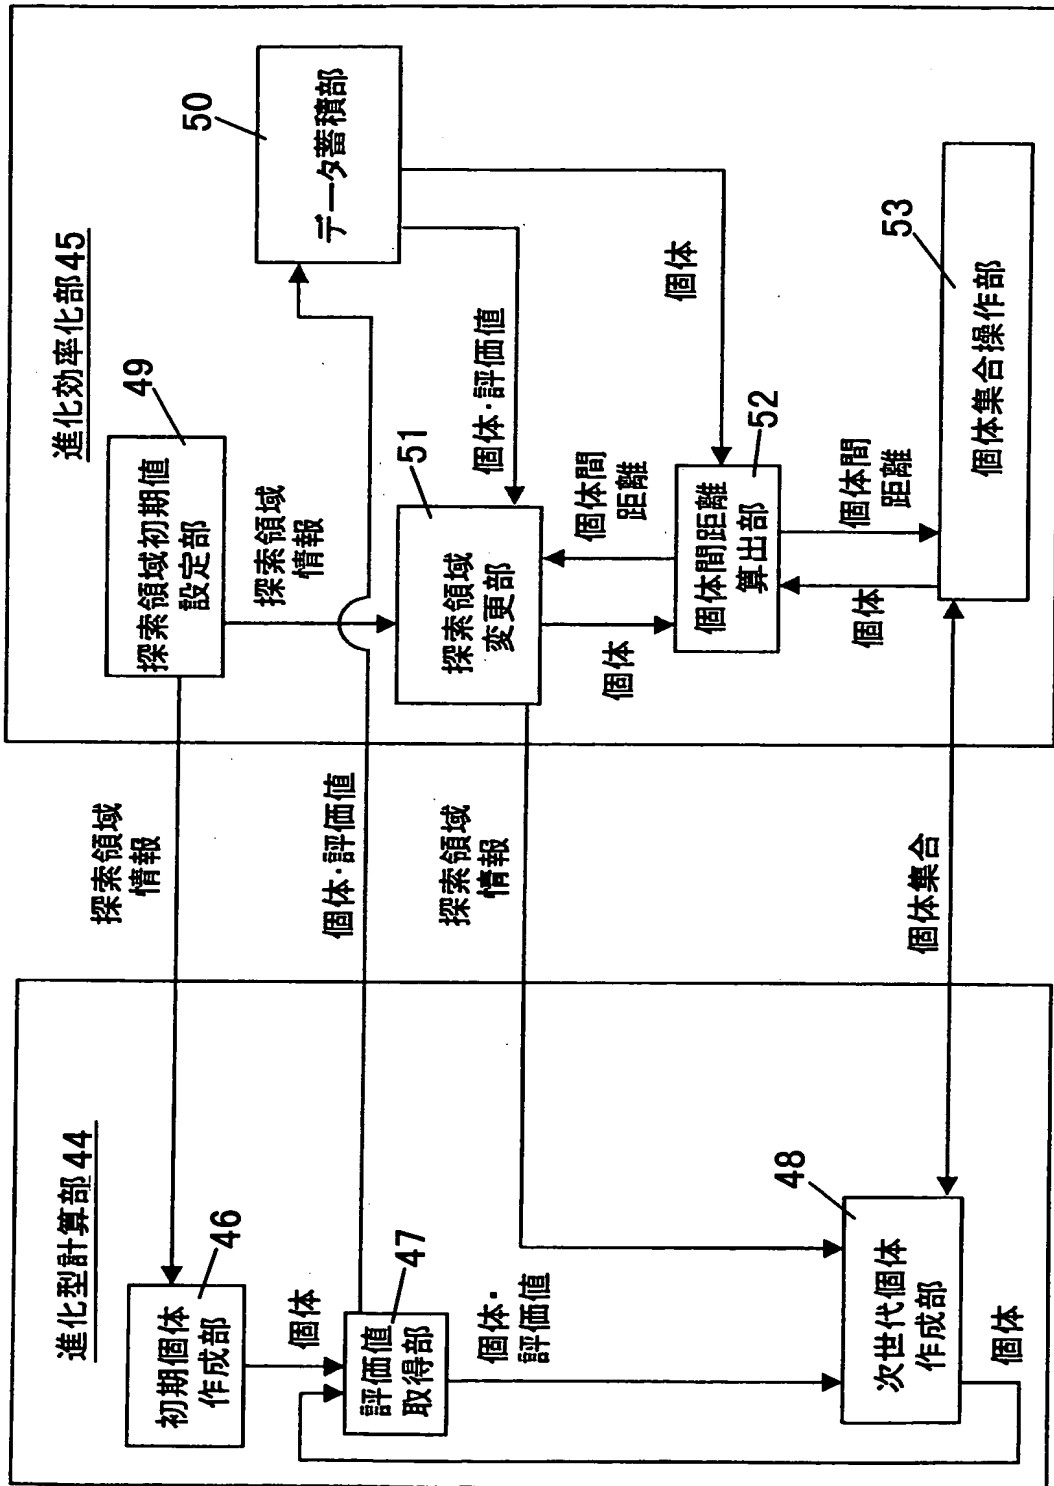 進化型計算部44
初期個体
作成部
46
個体
評価値
取得部
47
個体・
評価値
次世代個体
作成部
48
個体
探索領域
情報
個体・評価値
探索領域
情報
個体集合
進化効率化部45
探索領域初期値
設定部
49
探索領域
情報
データ蓄積部
50
個体・評価値
探索領域
変更部
51
個体間
距離
個体
個体
個体間距離
算出部
52
個体間
距離
個体
個体集合操作部
53